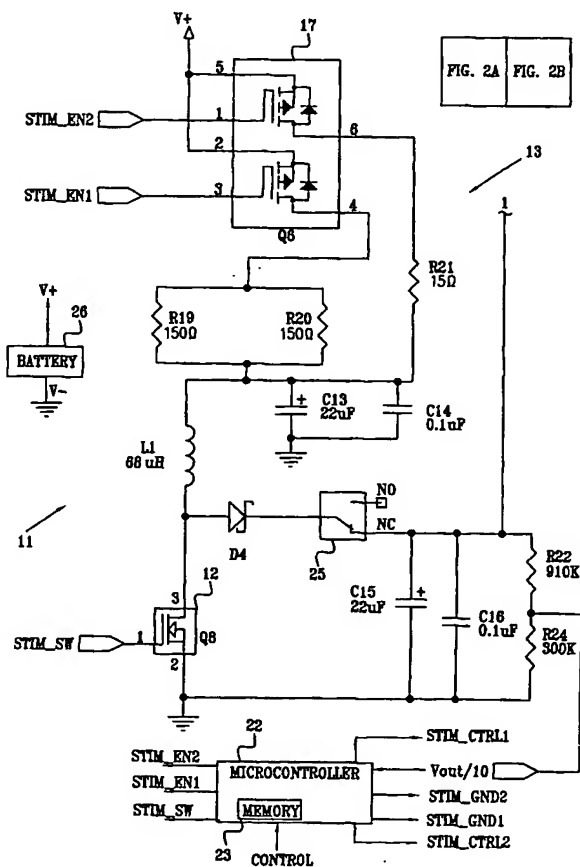 V+
17
FIG. 2A FIG. 2B
5
STIM_EN2
1
6
13
2
1
STIM_EN1
3
4
Q6
R21
15Ω
R19
150Ω
R20
150Ω
V+
26
BATTERY
V-
C13
22uF
C14
0.1uF
L1
68uH
NO
NC
11
D4
25
R22
910K
12
C15
22uF
3
C16
0.1uF
R24
300K
STIM_SW
1
Q8
2
22
STIM_CTRL1
STIM_EN2
MICROCONTROLLER
Vout/10
STIM_EN1
STIM_GND2
STIM_SW
MEMORY
STIM_GND1
23
STIM_CTRL2
CONTROL